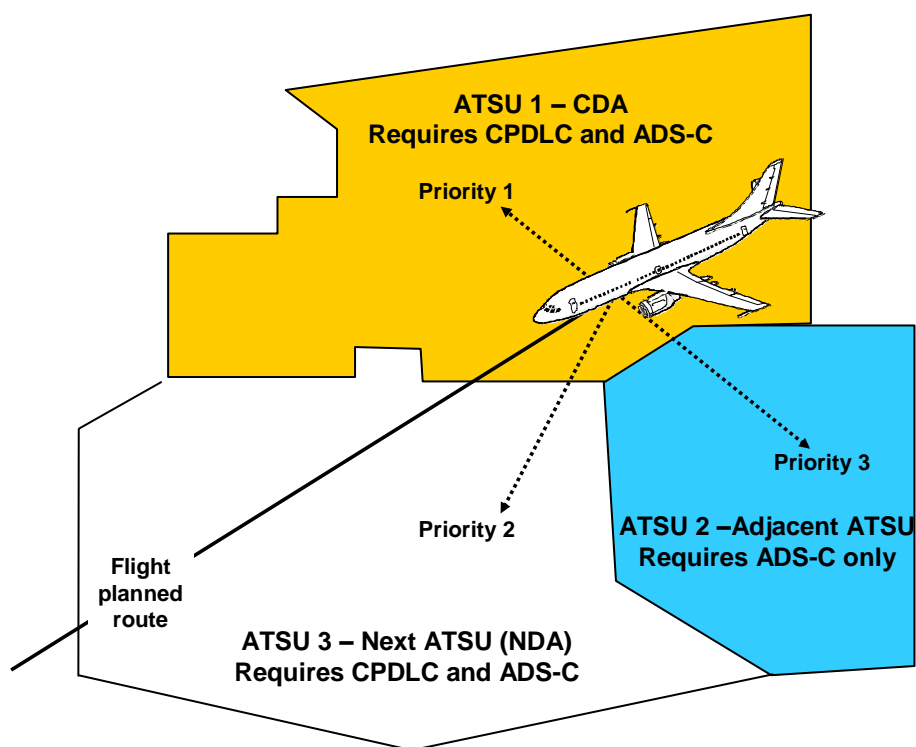 ATSU 1 – CDA
Requires CPDLC and ADS-C
Priority 1
Priority 3
Priority 2
ATSU 2 –Adjacent ATSU
Requires ADS-C only
Flight
planned
route
ATSU 3 – Next ATSU (NDA)
Requires CPDLC and ADS-C